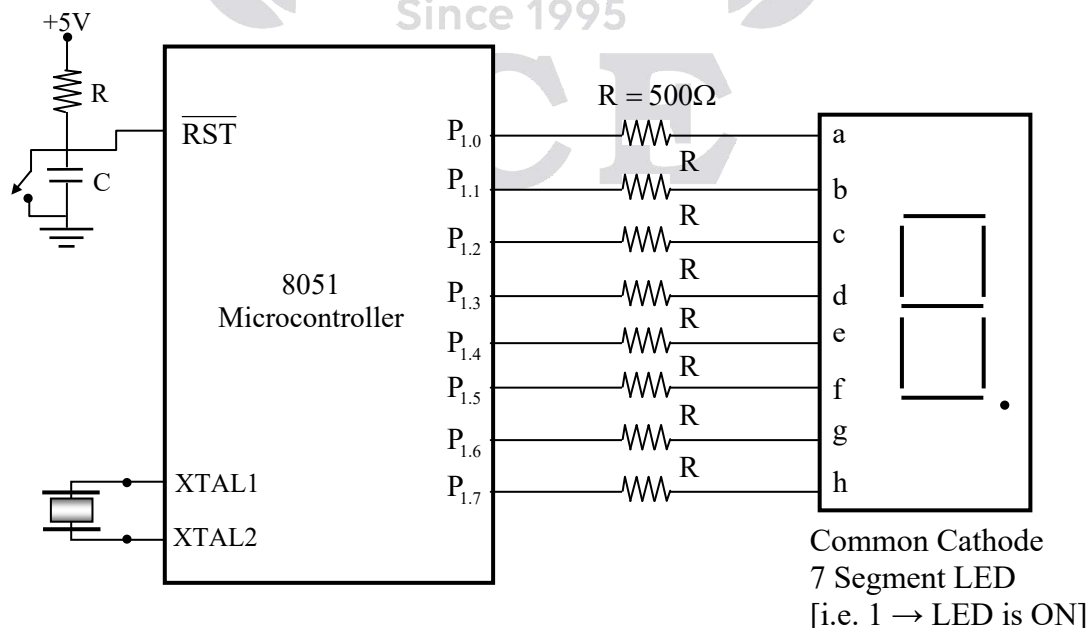 Since 1995
CE
+5V
R
C
RST
8051
Microcontroller
XTAL1
XTAL2
P1.0
P1.1
P1.2
P1.3
P1.4
P1.5
P1.6
P1.7
R = 500Ω
R
R
R
R
R
R
R
a
b
c
d
e
f
g
h
Common Cathode
7 Segment LED
[i.e. 1 → LED is ON]